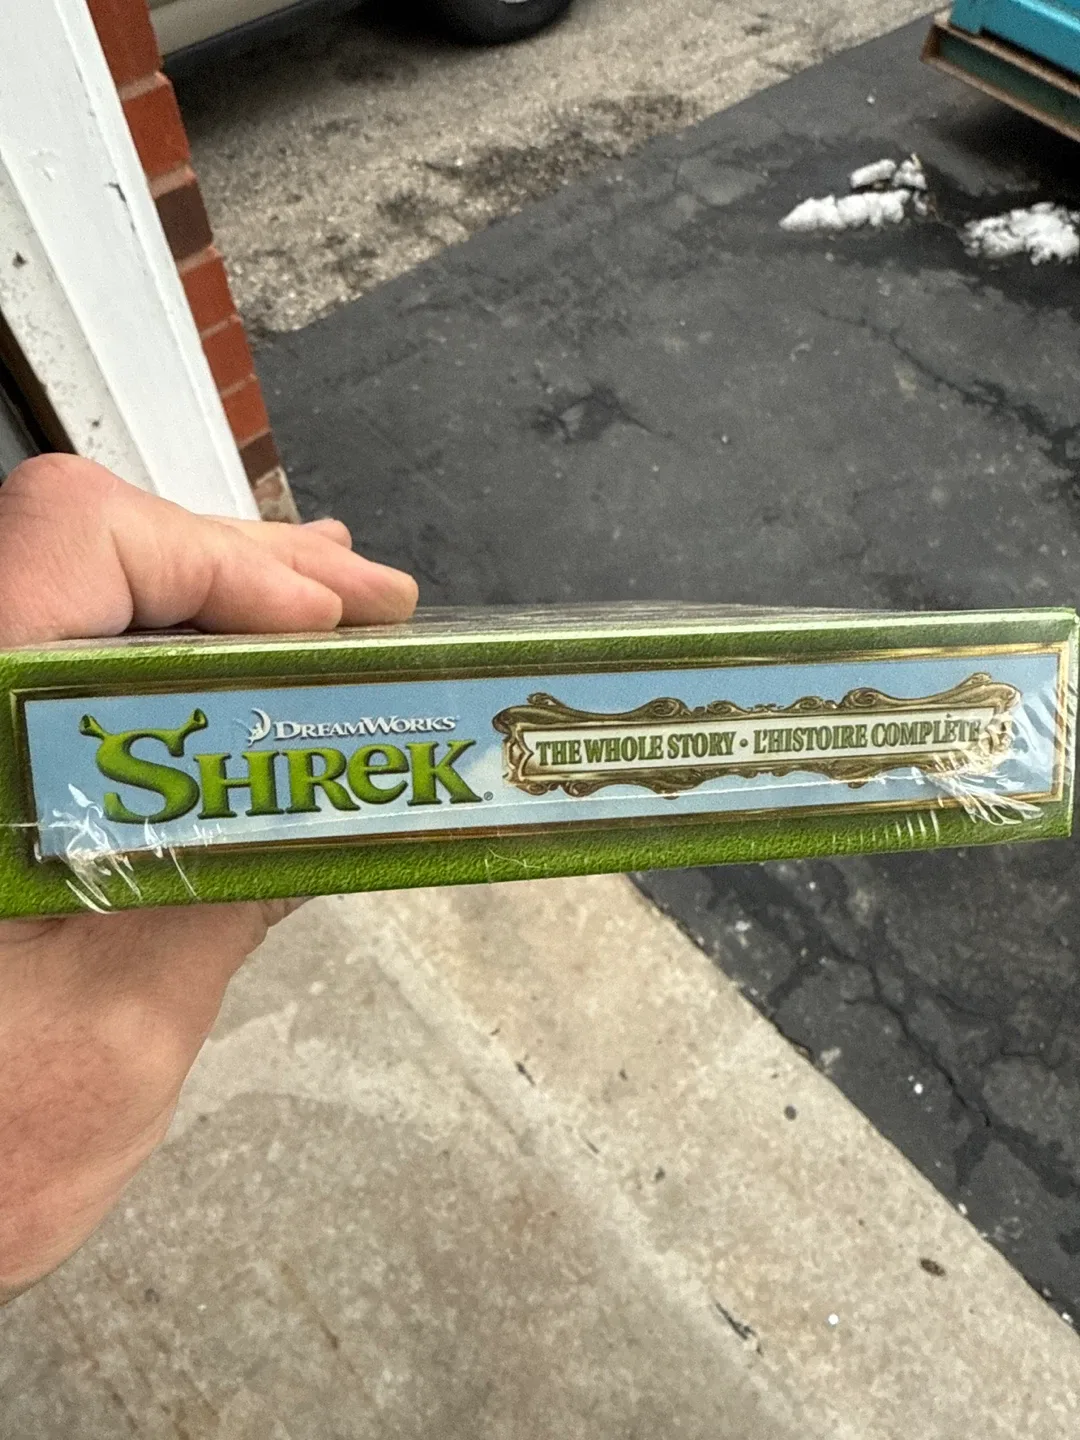 DREAMWORKS
SHREK®
THE WHOLE STORY • L'HISTOIRE COMPLÈTE